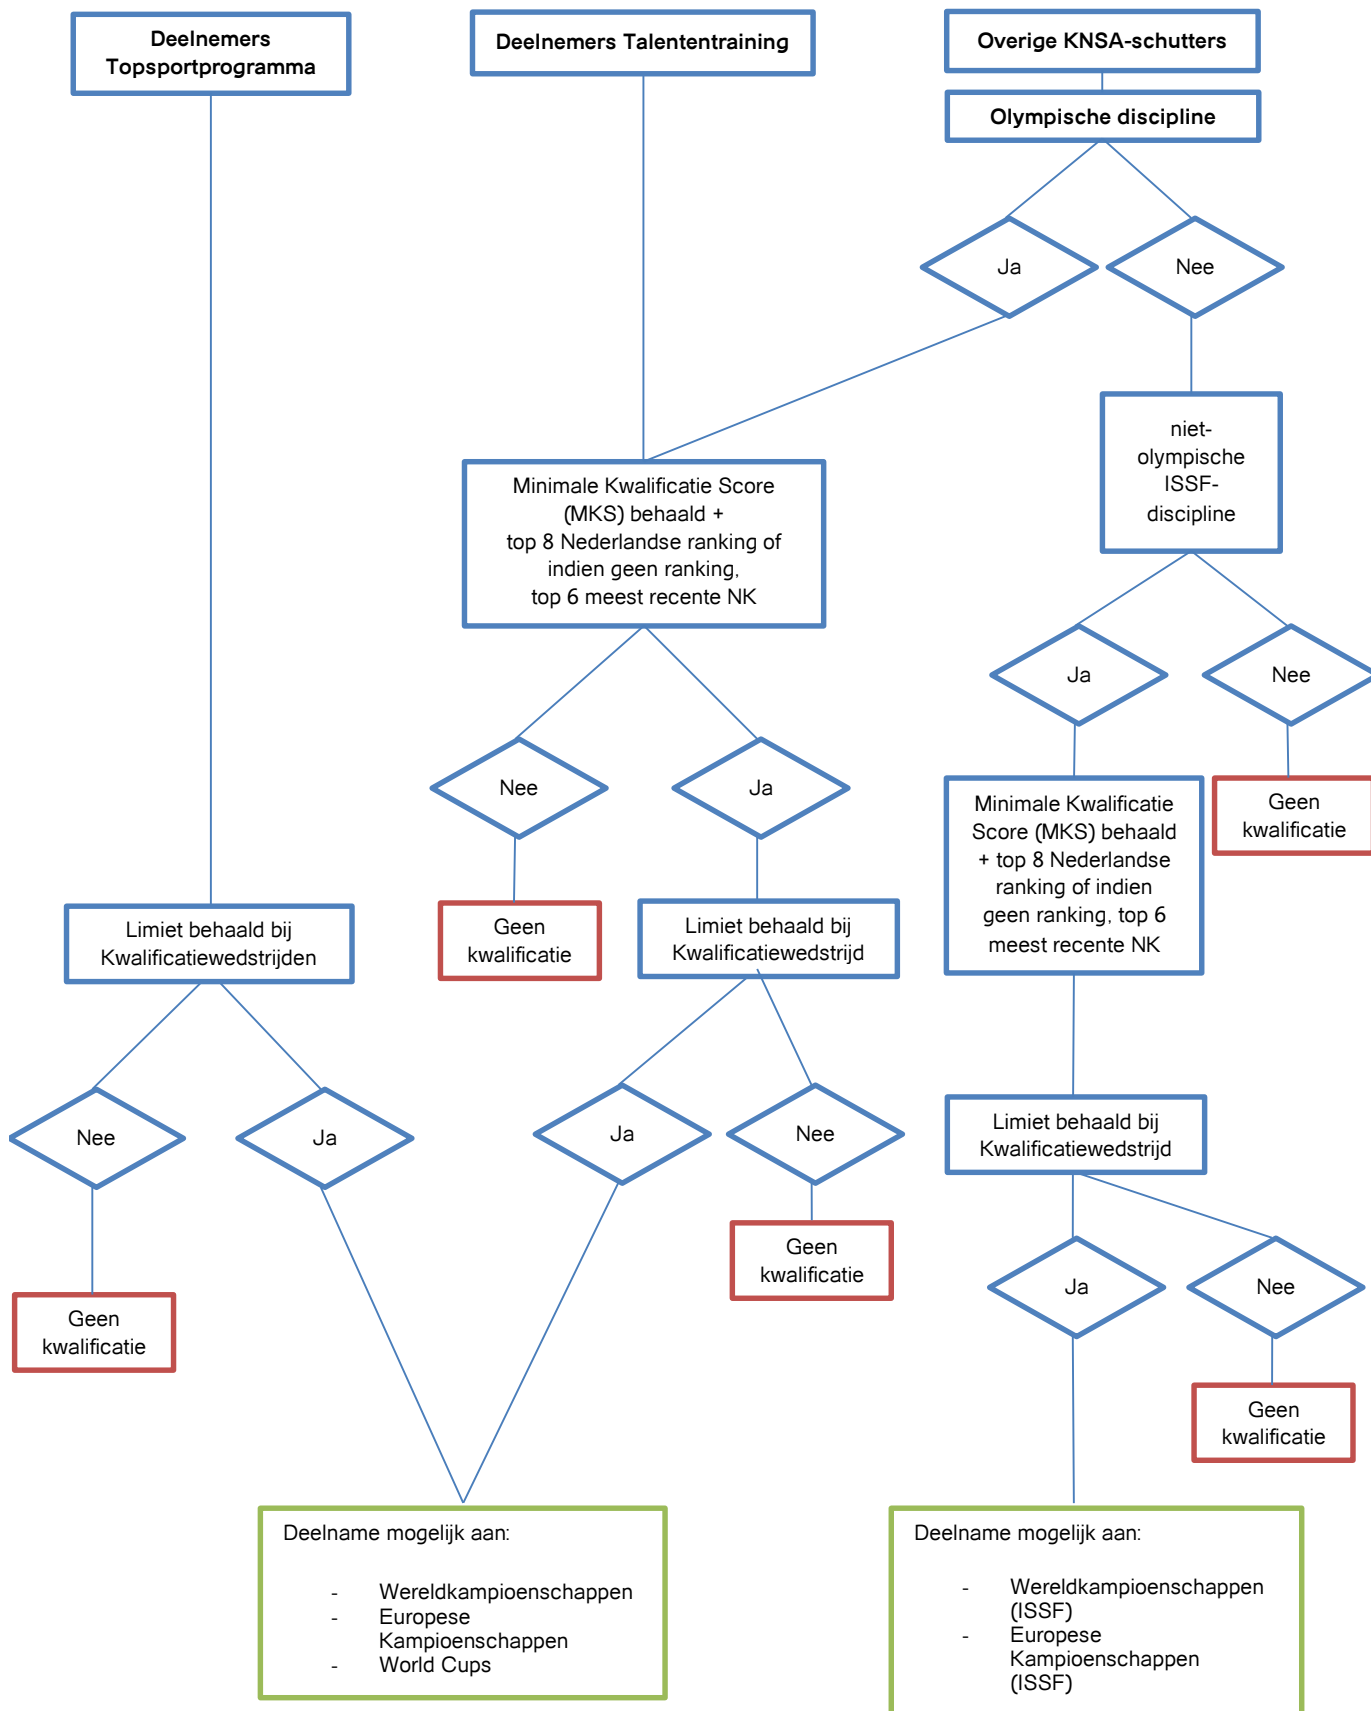 Deelnemers
Topsportprogramma
Deelnemers Talententraining
Overige KNSA-schutters
Olympische discipline
Ja
Nee
niet-
olympische
ISSF-
discipline
Minimale Kwalificatie Score
(MKS) behaald +
top 8 Nederlandse ranking of
indien geen ranking,
top 6 meest recente NK
Ja
Nee
Nee
Ja
Geen
kwalificatie
Minimale Kwalificatie
Score (MKS) behaald
+ top 8 Nederlandse
ranking of indien
geen ranking, top 6
meest recente NK
Limiet behaald bij
Kwalificatiewedstrijden
Geen
kwalificatie
Limiet behaald bij
Kwalificatiewedstrijd
Nee
Ja
Ja
Nee
Limiet behaald bij
Kwalificatiewedstrijd
Geen
kwalificatie
Geen
kwalificatie
Ja
Nee
Geen
kwalificatie
Deelname mogelijk aan:
- Wereldkampioenschappen
- Europese
Kampioenschappen
- World Cups
Deelname mogelijk aan:
- Wereldkampioenschappen
(ISSF)
- Europese
Kampioenschappen
(ISSF)